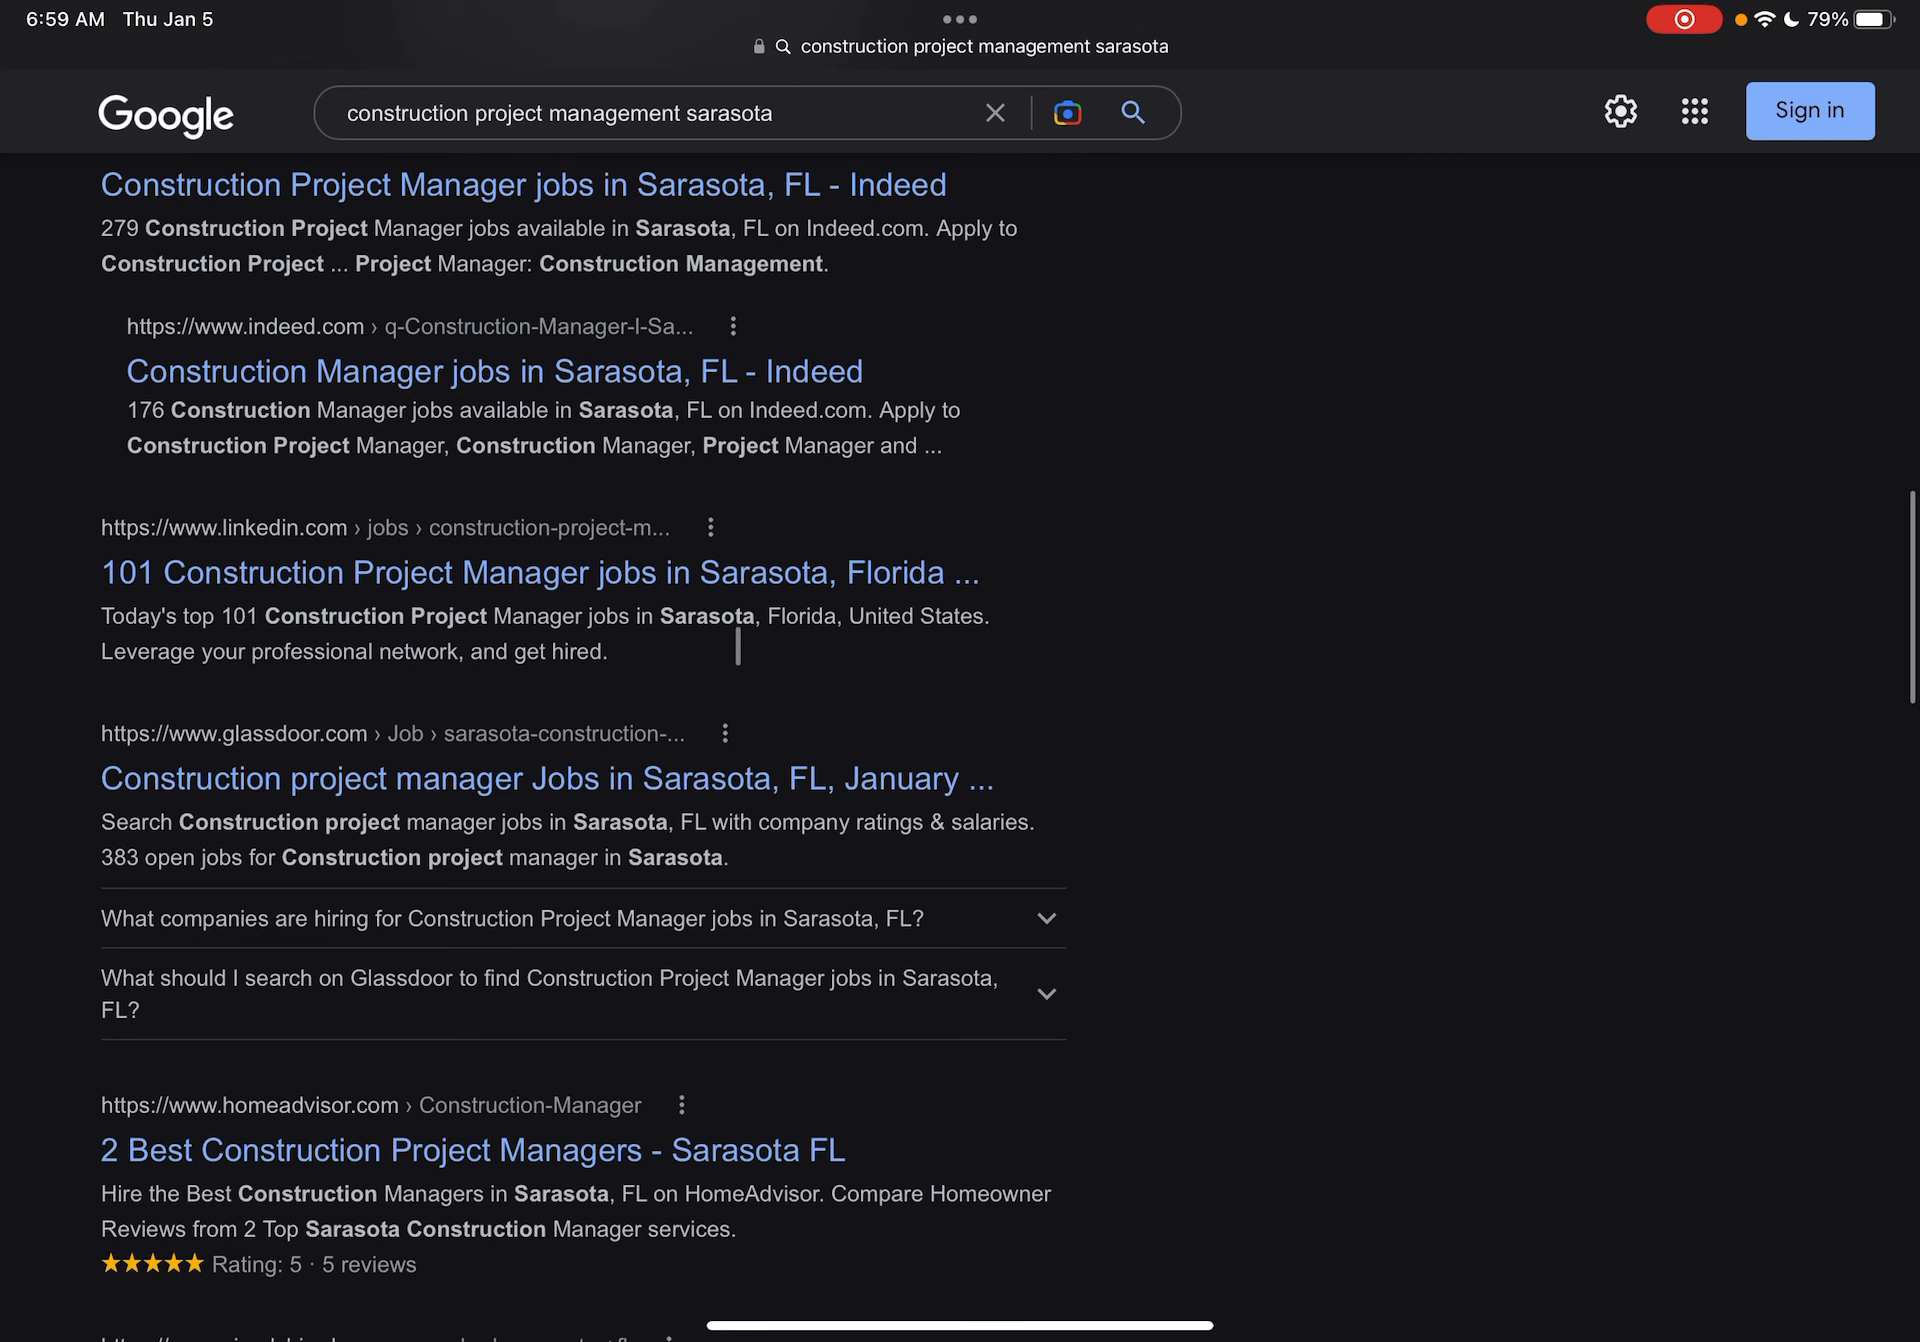 6:59 AM Thu Jan 5
79%
construction project management sarasota
Google
construction project management sarasota
Sign in
Construction Project Manager jobs in Sarasota, FL - Indeed
279 Construction Project Manager jobs available in Sarasota, FL on Indeed.com. Apply to
Construction Project ... Project Manager: Construction Management.
https://www.indeed.com › q-Construction-Manager-l-Sa...
Construction Manager jobs in Sarasota, FL - Indeed
176 Construction Manager jobs available in Sarasota, FL on Indeed.com. Apply to
Construction Project Manager, Construction Manager, Project Manager and ...
https://www.linkedin.com › jobs › construction-project-m...
101 Construction Project Manager jobs in Sarasota, Florida ...
Today's top 101 Construction Project Manager jobs in Sarasota, Florida, United States.
Leverage your professional network, and get hired.
https://www.glassdoor.com › Job › sarasota-construction-...
Construction project manager Jobs in Sarasota, FL, January ...
Search Construction project manager jobs in Sarasota, FL with company ratings & salaries.
383 open jobs for Construction project manager in Sarasota.
What companies are hiring for Construction Project Manager jobs in Sarasota, FL?
What should I search on Glassdoor to find Construction Project Manager jobs in Sarasota,
FL?
https://www.homeadvisor.com › Construction-Manager
2 Best Construction Project Managers - Sarasota FL
Hire the Best Construction Managers in Sarasota, FL on HomeAdvisor. Compare Homeowner
Reviews from 2 Top Sarasota Construction Manager services.
★★★★★ Rating: 5 · 5 reviews